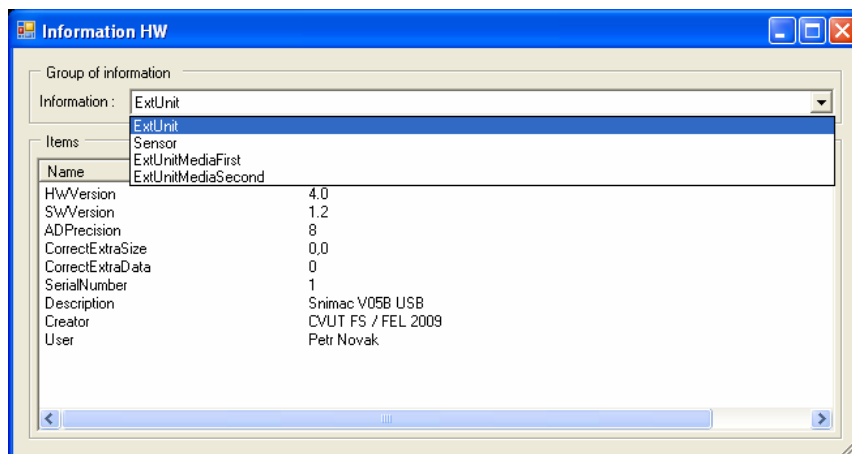 Information HW
Group of information
Information : ExtUnit
ExtUnit
Sensor
ExtUnitMediaFirst
ExtUnitMediaSecond
Items
Name
HWVersion 4.0
SWVersion 1.2
ADPrecision 8
CorrectExtraSize 0,0
CorrectExtraData 0
SerialNumber 1
Description Snimac V05B USB
Creator CVUT FS / FEL 2009
User Petr Novak